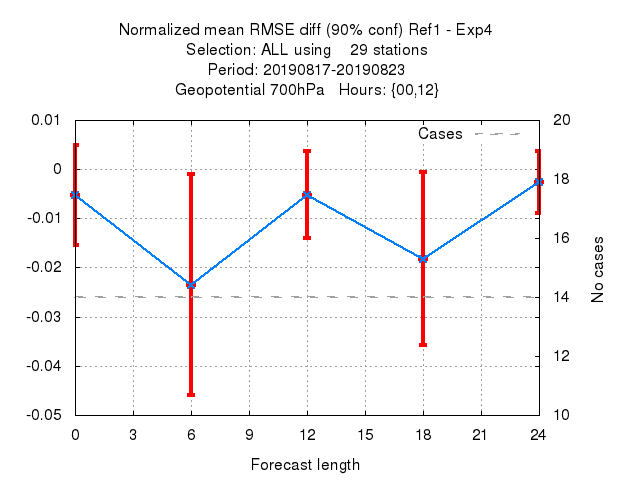 Normalized mean RMSE diff (90% conf) Ref1 - Exp4
Selection: ALL using    29 stations
Period: 20190817-20190823
Geopotential 700hPa   Hours: {00,12}
Cases
0.01
0
-0.01
-0.02
-0.03
-0.04
-0.05
20
18
16
14
12
10
No cases
0 3 6 9 12 15 18 21 24
Forecast length